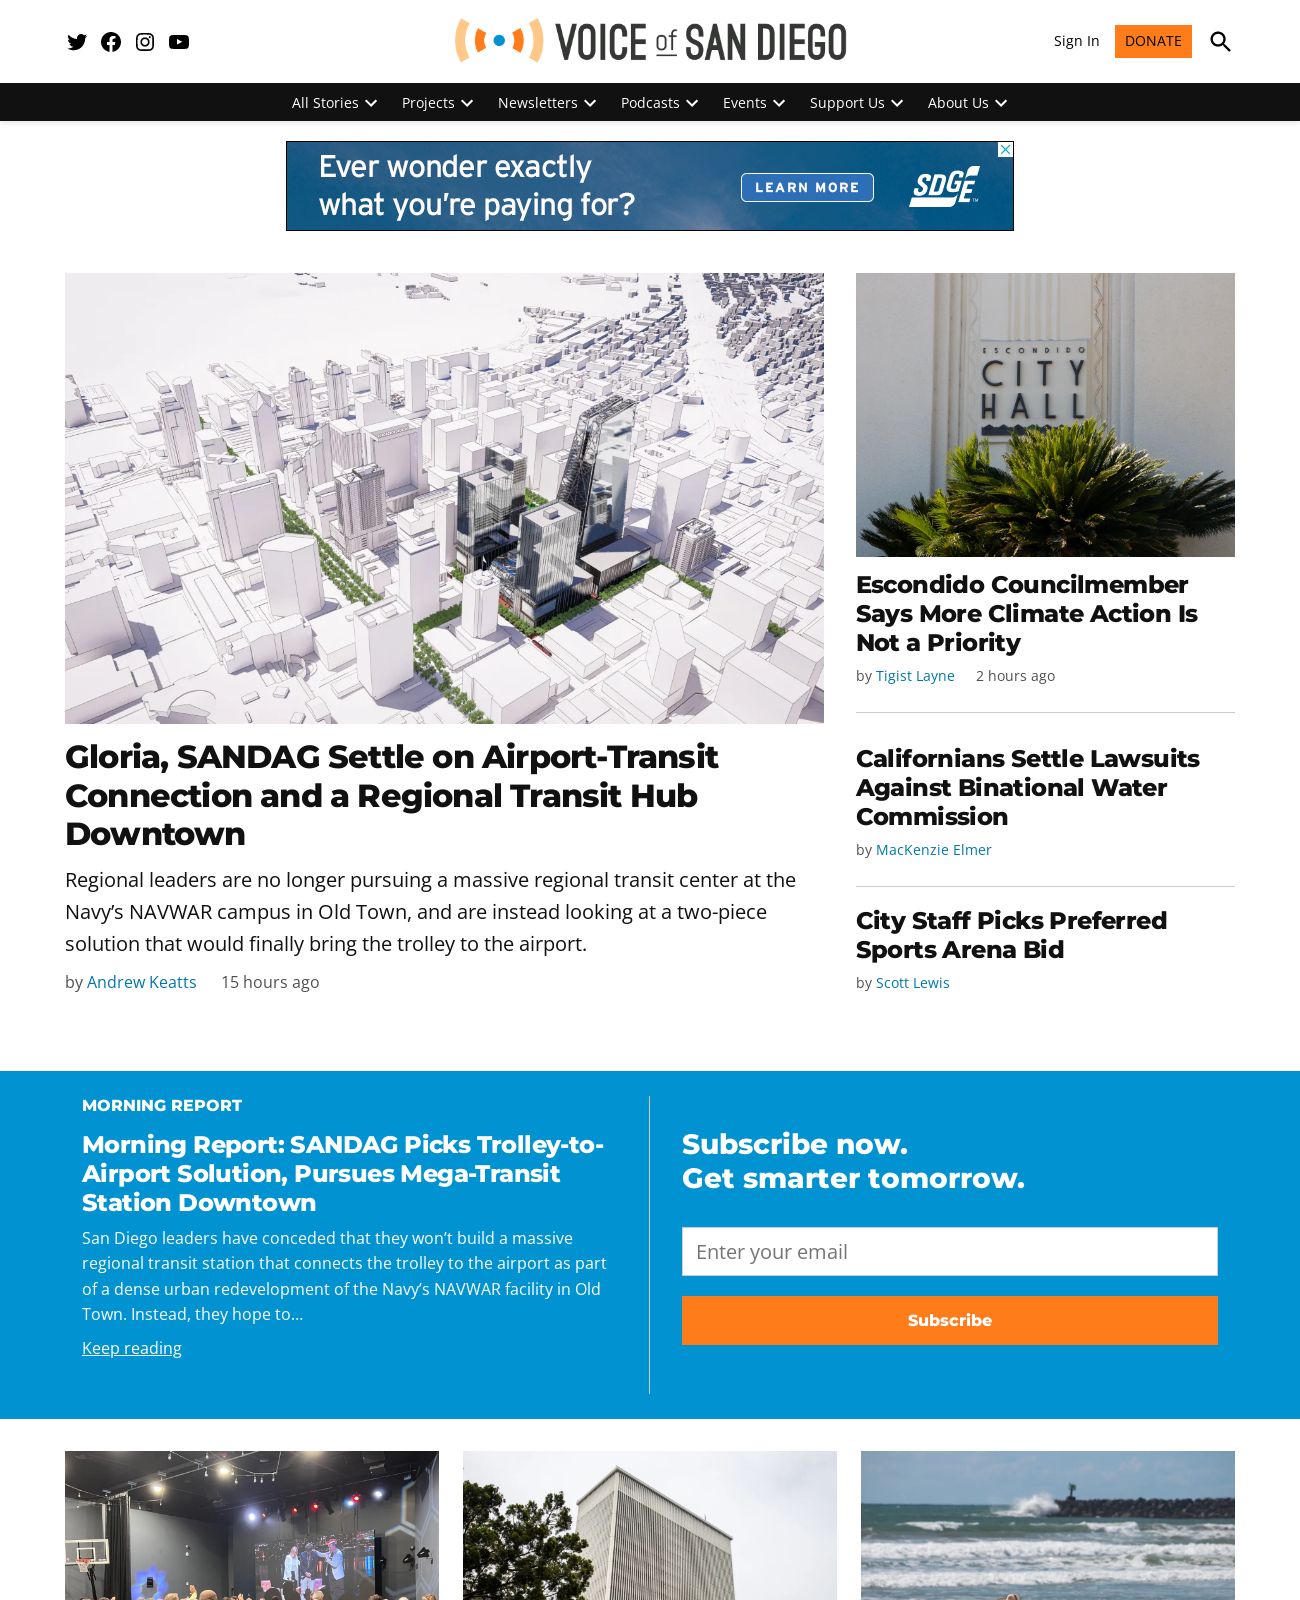 VOICE of SAN DIEGO
Sign In
DONATE
All Stories
Projects
Newsletters
Podcasts
Events
Support Us
About Us
Ever wonder exactly
what you're paying for?
LEARN MORE
SDGE™
ESCONDIDO
CITY
HALL
Gloria, SANDAG Settle on Airport-Transit
Connection and a Regional Transit Hub
Downtown
Regional leaders are no longer pursuing a massive regional transit center at the
Navy’s NAVWAR campus in Old Town, and are instead looking at a two-piece
solution that would finally bring the trolley to the airport.
by Andrew Keatts 15 hours ago
Escondido Councilmember
Says More Climate Action Is
Not a Priority
by Tigist Layne 2 hours ago
Californians Settle Lawsuits
Against Binational Water
Commission
by MacKenzie Elmer
City Staff Picks Preferred
Sports Arena Bid
by Scott Lewis
MORNING REPORT
Morning Report: SANDAG Picks Trolley-to-
Airport Solution, Pursues Mega-Transit
Station Downtown
San Diego leaders have conceded that they won’t build a massive
regional transit station that connects the trolley to the airport as part
of a dense urban redevelopment of the Navy’s NAVWAR facility in Old
Town. Instead, they hope to…
Keep reading
Subscribe now.
Get smarter tomorrow.
Enter your email
Subscribe